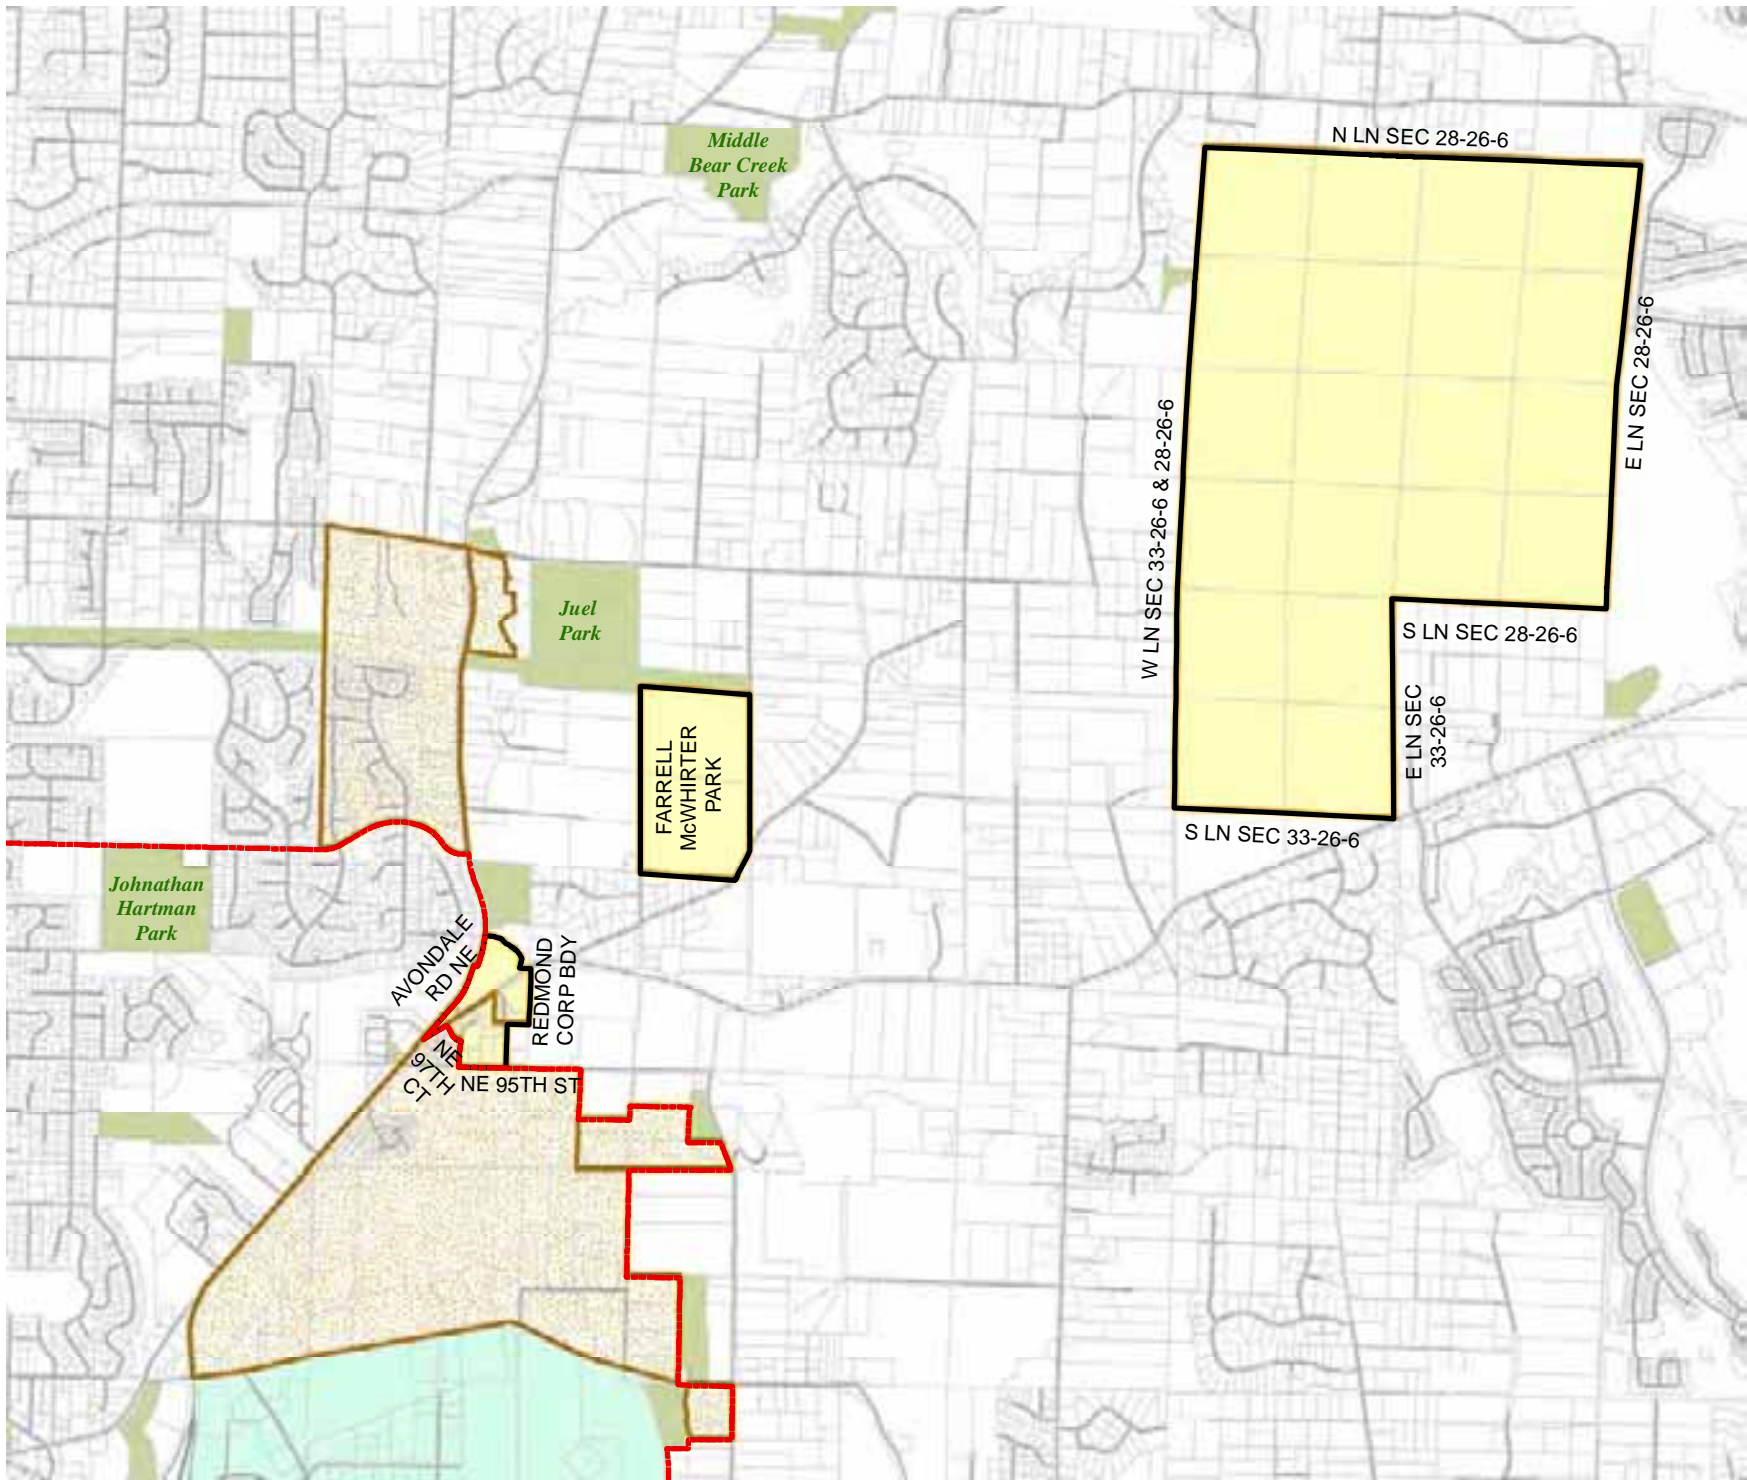 Middle
Bear Creek
Park
N LN SEC 28-26-6
E LN SEC 28-26-6
W LN SEC 33-26-6 & 28-26-6
Juel
Park
S LN SEC 28-26-6
E LN SEC
33-26-6
FARRELL
McWHIRTER
PARK
S LN SEC 33-26-6
Johnathan
Hartman
Park
AVONDALE
RD NE
REDMOND
CORP BDY
NE
97TH
CT
NE 95TH ST